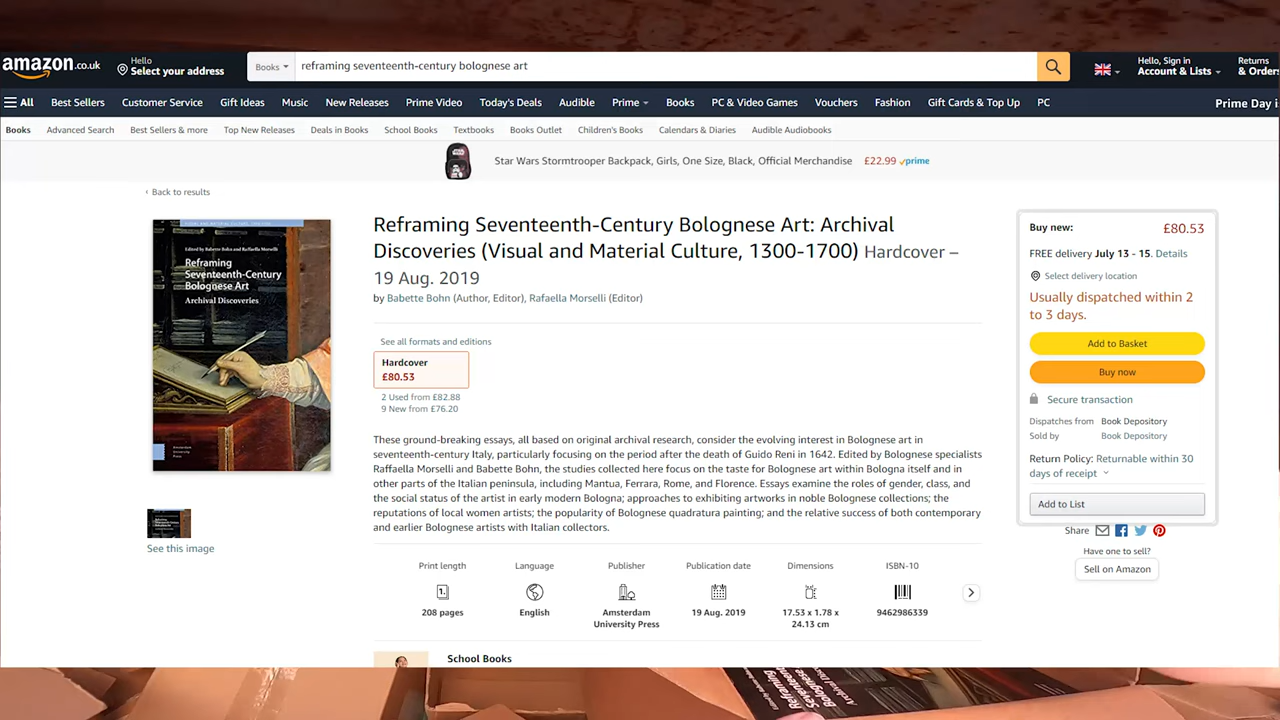 amazon.co.uk
Hello
Select your address
Books
reframing seventeenth-century bolognese art
Hello, Sign in
Account & Lists
Returns
& Order
All
Best Sellers
Customer Service
Gift Ideas
Music
New Releases
Prime Video
Today's Deals
Audible
Prime
Books
PC & Video Games
Vouchers
Fashion
Gift Cards & Top Up
PC
Prime Day i
Books
Advanced Search
Best Sellers & more
Top New Releases
Deals in Books
School Books
Textbooks
Books Outlet
Children's Books
Calendars & Diaries
Audible Audiobooks
Star Wars Stormtrooper Backpack, Girls, One Size, Black, Official Merchandise £22.99 prime
‹ Back to results
Edited by Babette Bohn and Raffaella Morselli
Reframing
Seventeenth-Century
Bolognese Art
Archival Discoveries
Amsterdam
University
Press
See this image
Reframing Seventeenth-Century Bolognese Art: Archival
Discoveries (Visual and Material Culture, 1300-1700) Hardcover –
19 Aug. 2019
by Babette Bohn (Author, Editor), Rafaella Morselli (Editor)
See all formats and editions
Hardcover
£80.53
2 Used from £82.88
9 New from £76.20
These ground-breaking essays, all based on original archival research, consider the evolving interest in Bolognese art in
seventeenth-century Italy, particularly focusing on the period after the death of Guido Reni in 1642. Edited by Bolognese specialists
Raffaella Morselli and Babette Bohn, the studies collected here focus on the taste for Bolognese art within Bologna itself and in
other parts of the Italian peninsula, including Mantua, Ferrara, Rome, and Florence. Essays examine the roles of gender, class, and
the social status of the artist in early modern Bologna; approaches to exhibiting artworks in noble Bolognese collections; the
reputations of local women artists; the popularity of Bolognese quadratura painting; and the relative success of both contemporary
and earlier Bolognese artists with Italian collectors.
Print length
208 pages
Language
English
Publisher
Amsterdam
University Press
Publication date
19 Aug. 2019
Dimensions
17.53 x 1.78 x
24.13 cm
ISBN-10
9462986339
School Books
Buy new:
£80.53
FREE delivery July 13 - 15. Details
Select delivery location
Usually dispatched within 2
to 3 days.
Add to Basket
Buy now
Secure transaction
Dispatches from Book Depository
Sold by Book Depository
Return Policy: Returnable within 30
days of receipt
Add to List
Share
Have one to sell?
Sell on Amazon
Reframing
Bolognes
Archival Dis